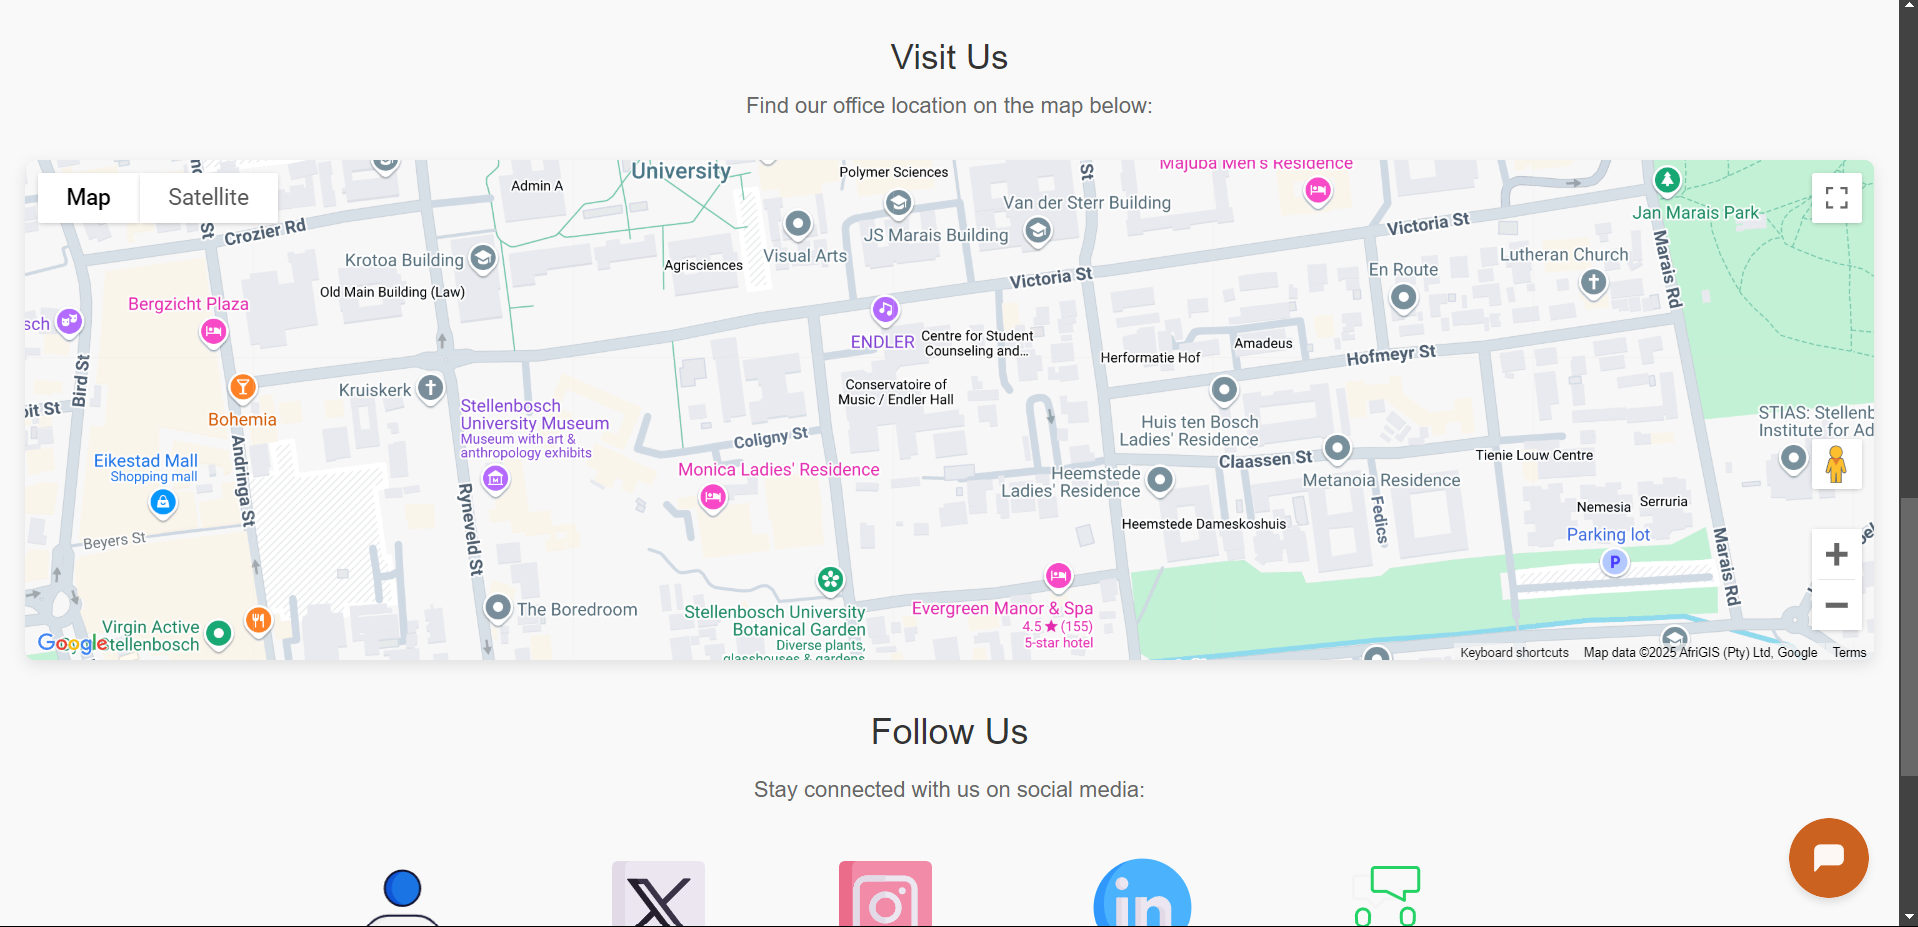 Visit Us
Find our office location on the map below:
Map
Satellite
University
Admin A
Polymer Sciences
Majuba Men's Residence
Van der Sterr Building
JS Marais Building
Victoria St
Jan Marais Park
Crozier Rd
Krotoa Building
Visual Arts
Agrisciences
Victoria St
En Route
Lutheran Church
Marais Rd
Old Main Building (Law)
Bergzicht Plaza
ENDLER
Centre for Student
Counseling and...
Herformatie Hof
Amadeus
Hofmeyr St
Bird St
Kruiskerk
Conservatoire of
Music / Endler Hall
Bohemia
Stellenbosch
University Museum
Museum with art &
anthropology exhibits
Coligny St
Huis ten Bosch
Ladies' Residence
STIAS: Stellenb
Institute for Ad
Eikestad Mall
Shopping mall
Andringa St
Monica Ladies' Residence
Claassen St
Tienie Louw Centre
Heemstede
Ladies' Residence
Metanoia Residence
Ryneveld St
Fedics
Nemesia
Serruria
Heemstede Dameskoshuis
Parking lot
P
Beyers St
Marais Rd
The Boredroom
Stellenbosch University
Botanical Garden
Diverse plants,
glasshouses & gardens
Evergreen Manor & Spa
4.5 ★ (155)
5-star hotel
Virgin Active
Stellenbosch
Google
Keyboard shortcuts
Map data ©2025 AfriGIS (Pty) Ltd, Google
Terms
Follow Us
Stay connected with us on social media:
X
in